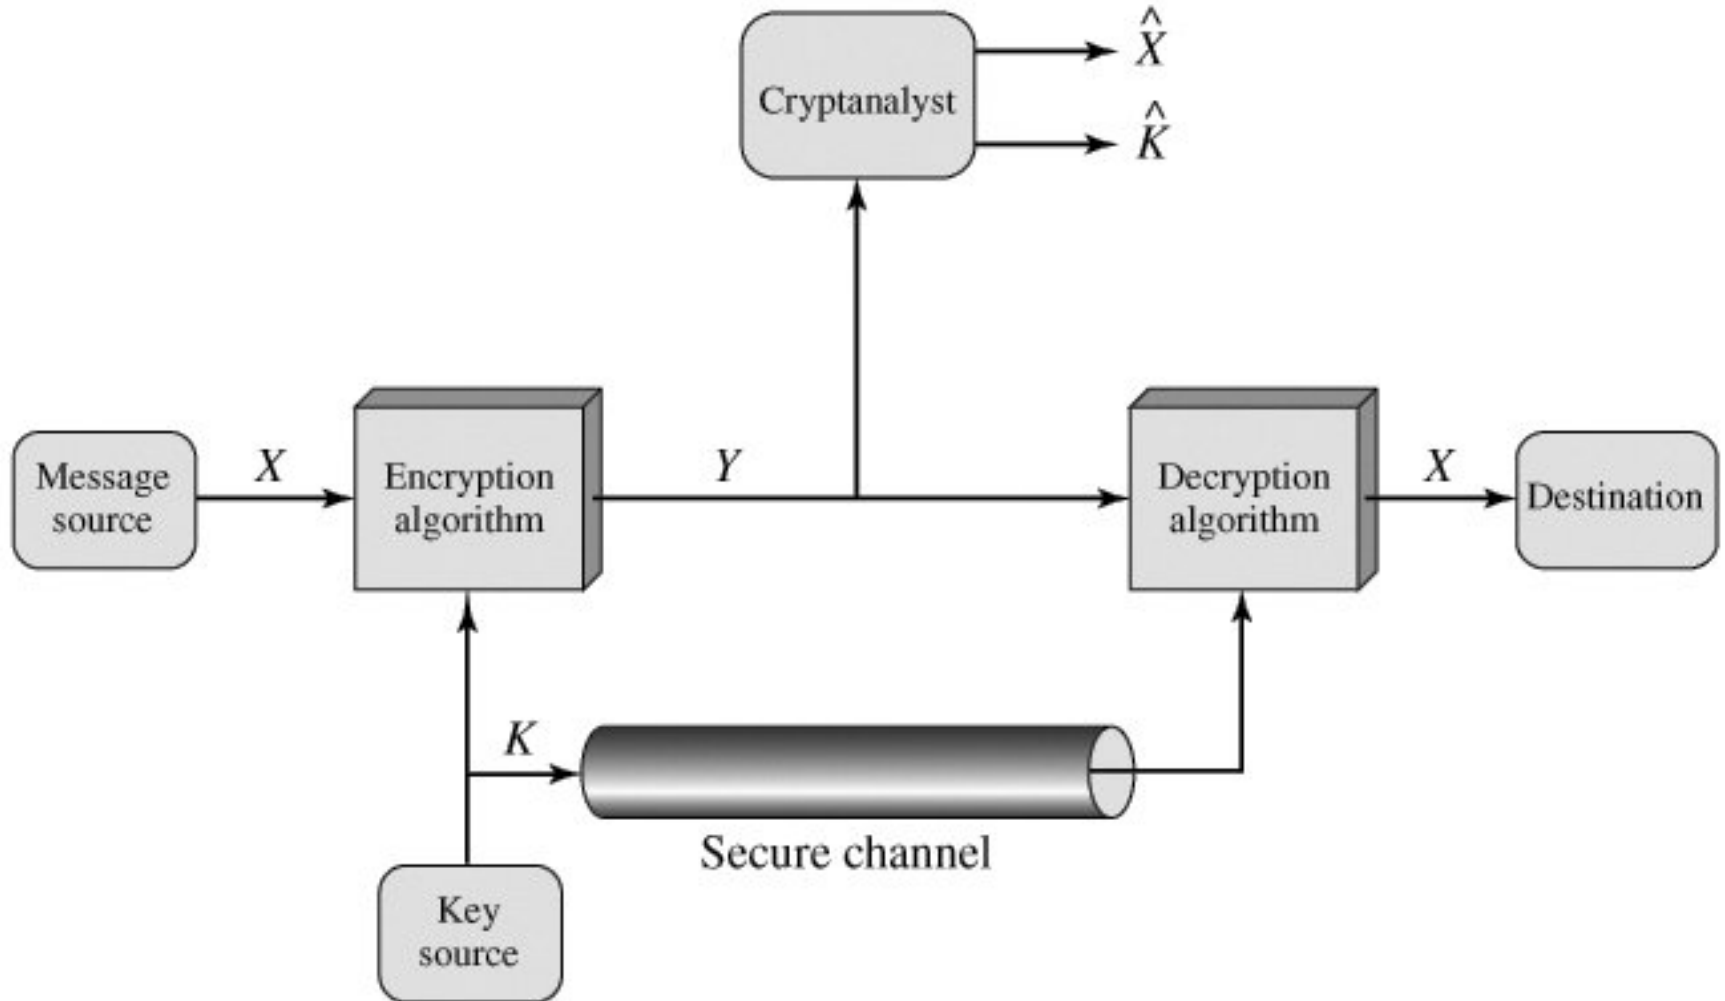 X̂
Cryptanalyst
K̂
Message
source
X
Encryption
algorithm
Y
Decryption
algorithm
X
Destination
K
Secure channel
Key
source